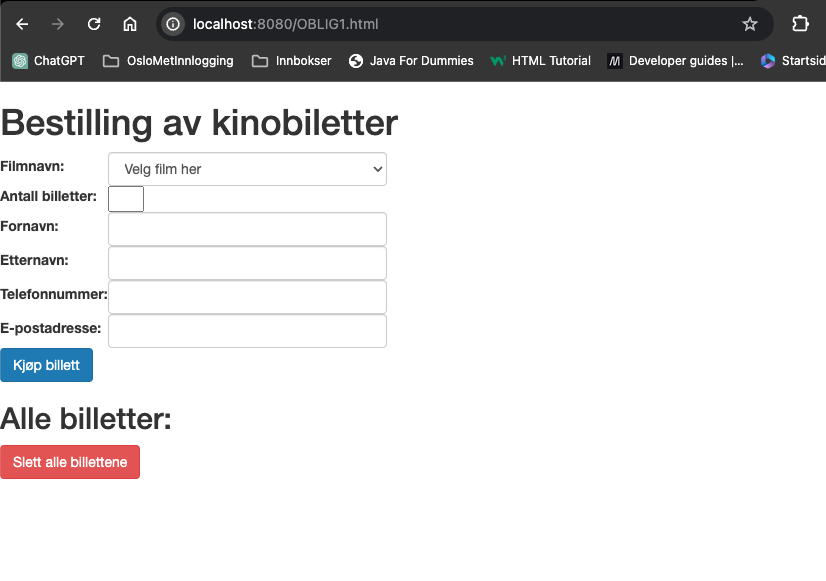 localhost:8080/OBLIG1.html
ChatGPT OsloMetInnlogging Innbokser Java For Dummies HTML Tutorial Developer guides |... Startsid
Bestilling av kinobiletter
Filmnavn: Velg film her
Antall billetter:
Fornavn:
Etternavn:
Telefonnummer:
E-postadresse:
Kjøp billett
Alle billetter:
Slett alle billettene